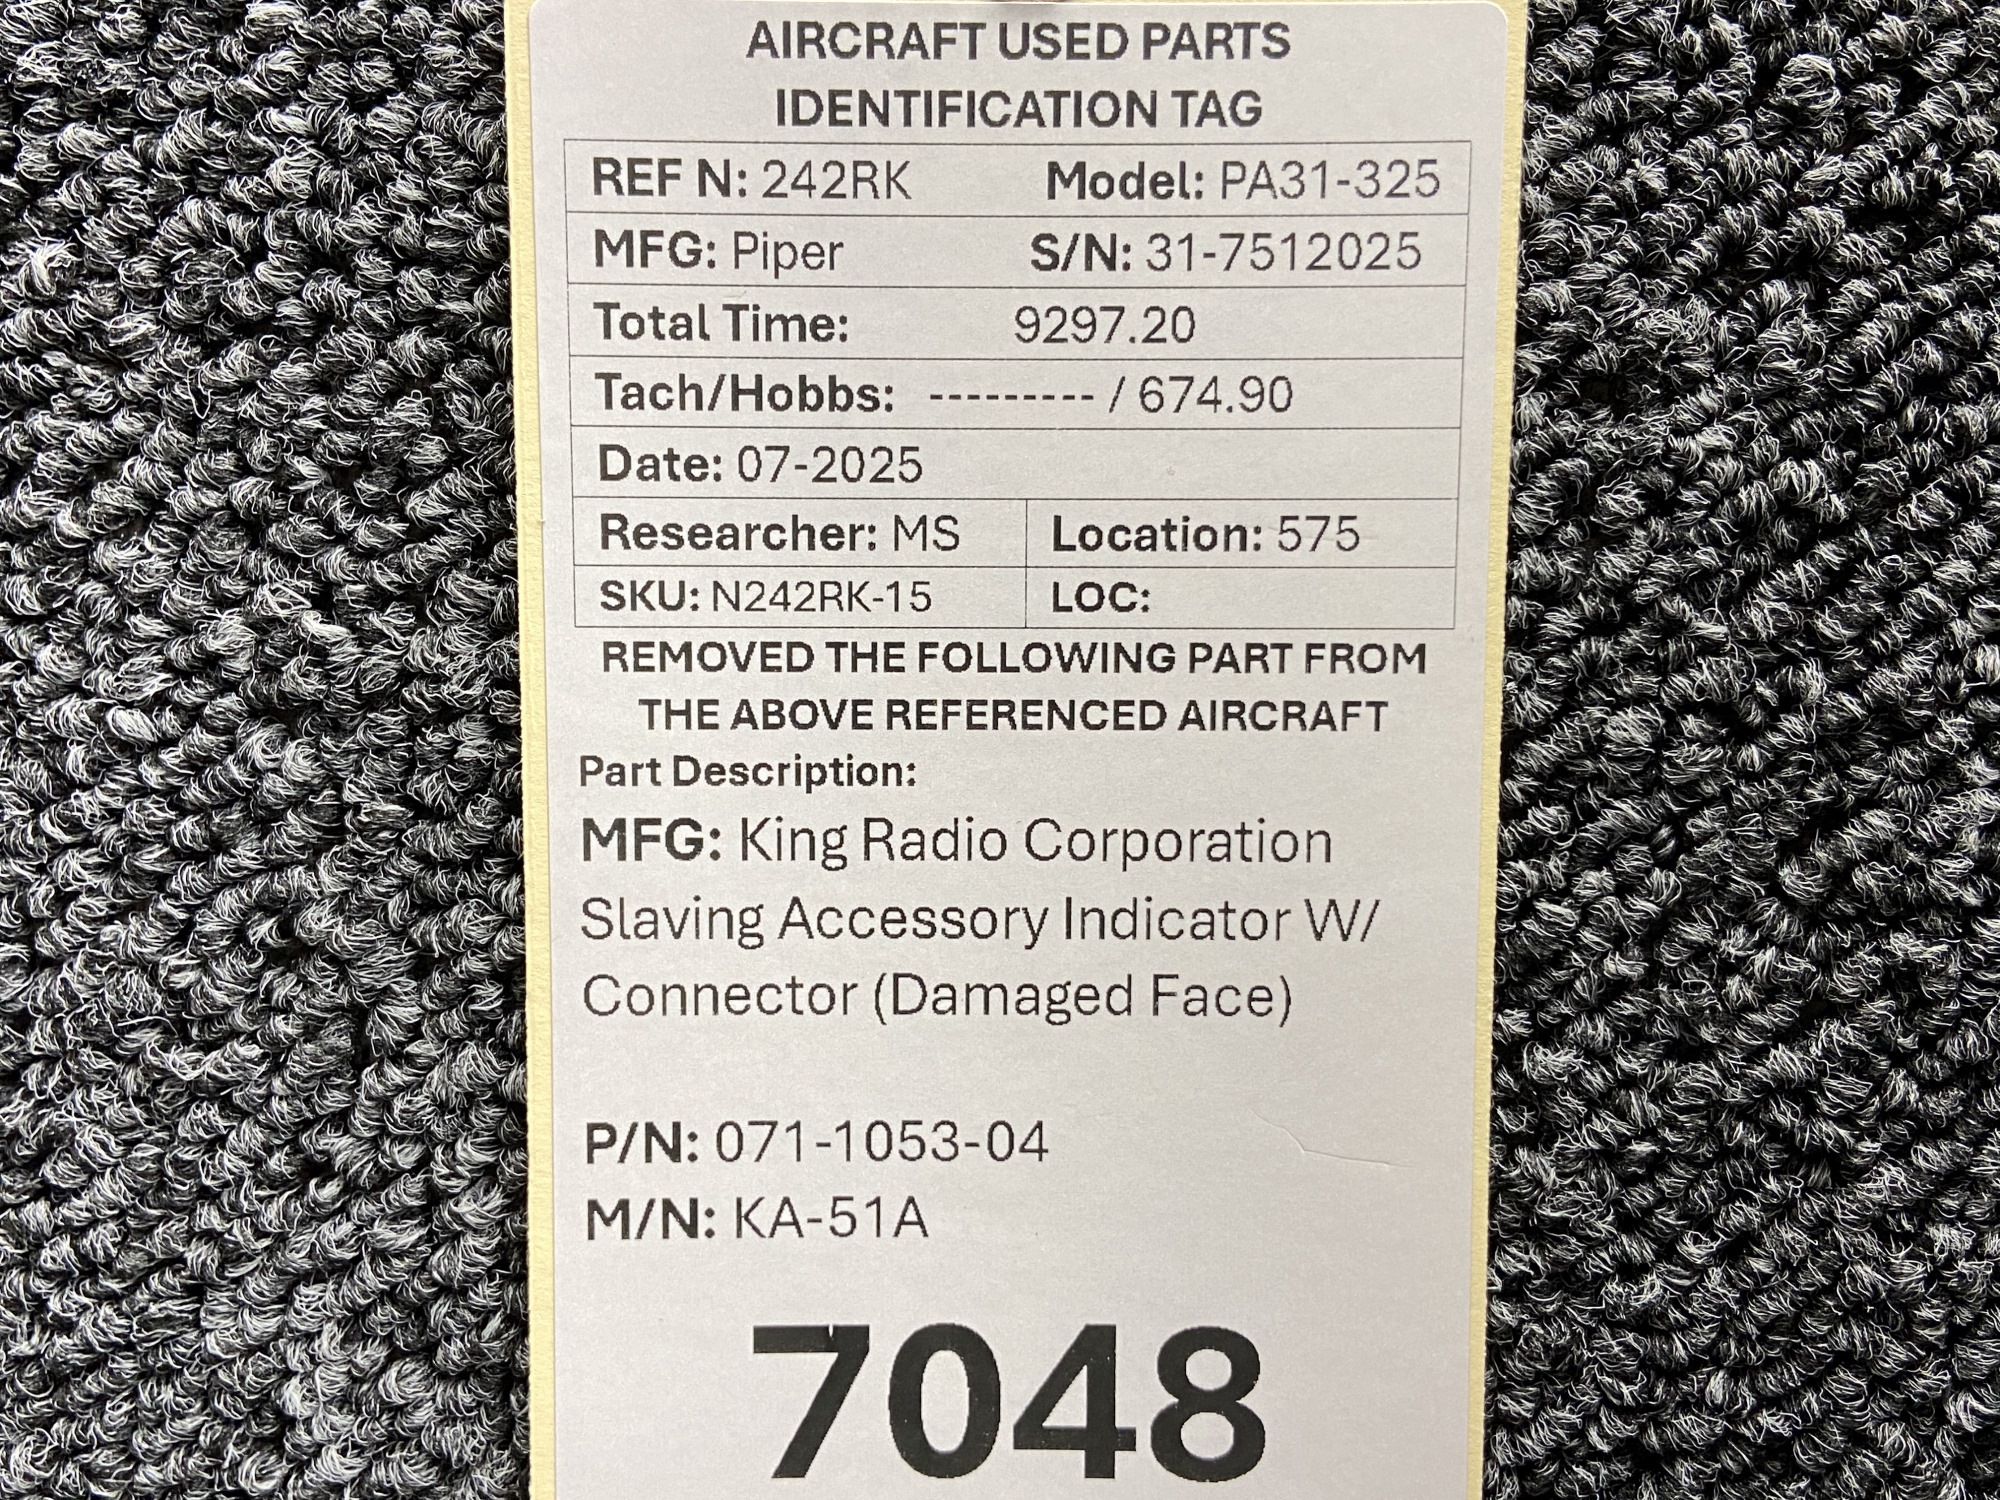 AIRCRAFT USED PARTS
IDENTIFICATION TAG
REF N: 242RK Model: PA31-325
MFG: Piper S/N: 31-7512025
Total Time: 9297.20
Tach/Hobbs: --------- / 674.90
Date: 07-2025
Researcher: MS Location: 575
SKU: N242RK-15 LOC:
REMOVED THE FOLLOWING PART FROM
THE ABOVE REFERENCED AIRCRAFT
Part Description:
MFG: King Radio Corporation
Slaving Accessory Indicator W/
Connector (Damaged Face)
P/N: 071-1053-04
M/N: KA-51A
7048